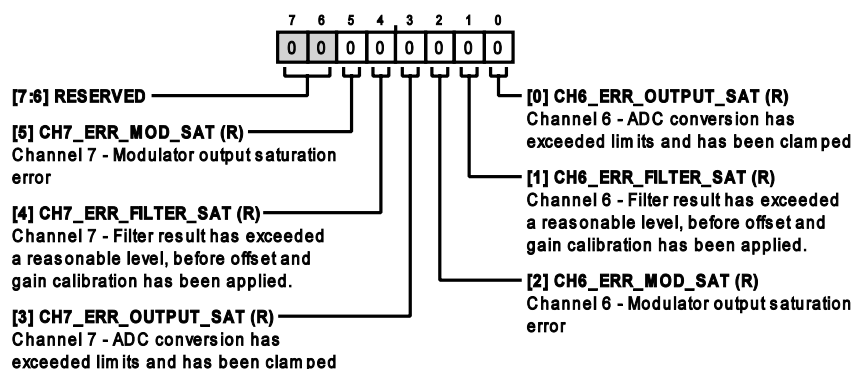 7 6 5 4 3 2 1 0
0 0 0 0 0 0 0 0
[7:6] RESERVED
[5] CH7_ERR_MOD_SAT (R)
Channel 7 - Modulator output saturation
error
[4] CH7_ERR_FILTER_SAT (R)
Channel 7 - Filter result has exceeded
a reasonable level, before offset and
gain calibration has been applied.
[3] CH7_ERR_OUTPUT_SAT (R)
Channel 7 - ADC conversion has
exceeded limits and has been clamped
[0] CH6_ERR_OUTPUT_SAT (R)
Channel 6 - ADC conversion has
exceeded limits and has been clamped
[1] CH6_ERR_FILTER_SAT (R)
Channel 6 - Filter result has exceeded
a reasonable level, before offset and
gain calibration has been applied.
[2] CH6_ERR_MOD_SAT (R)
Channel 6 - Modulator output saturation
error